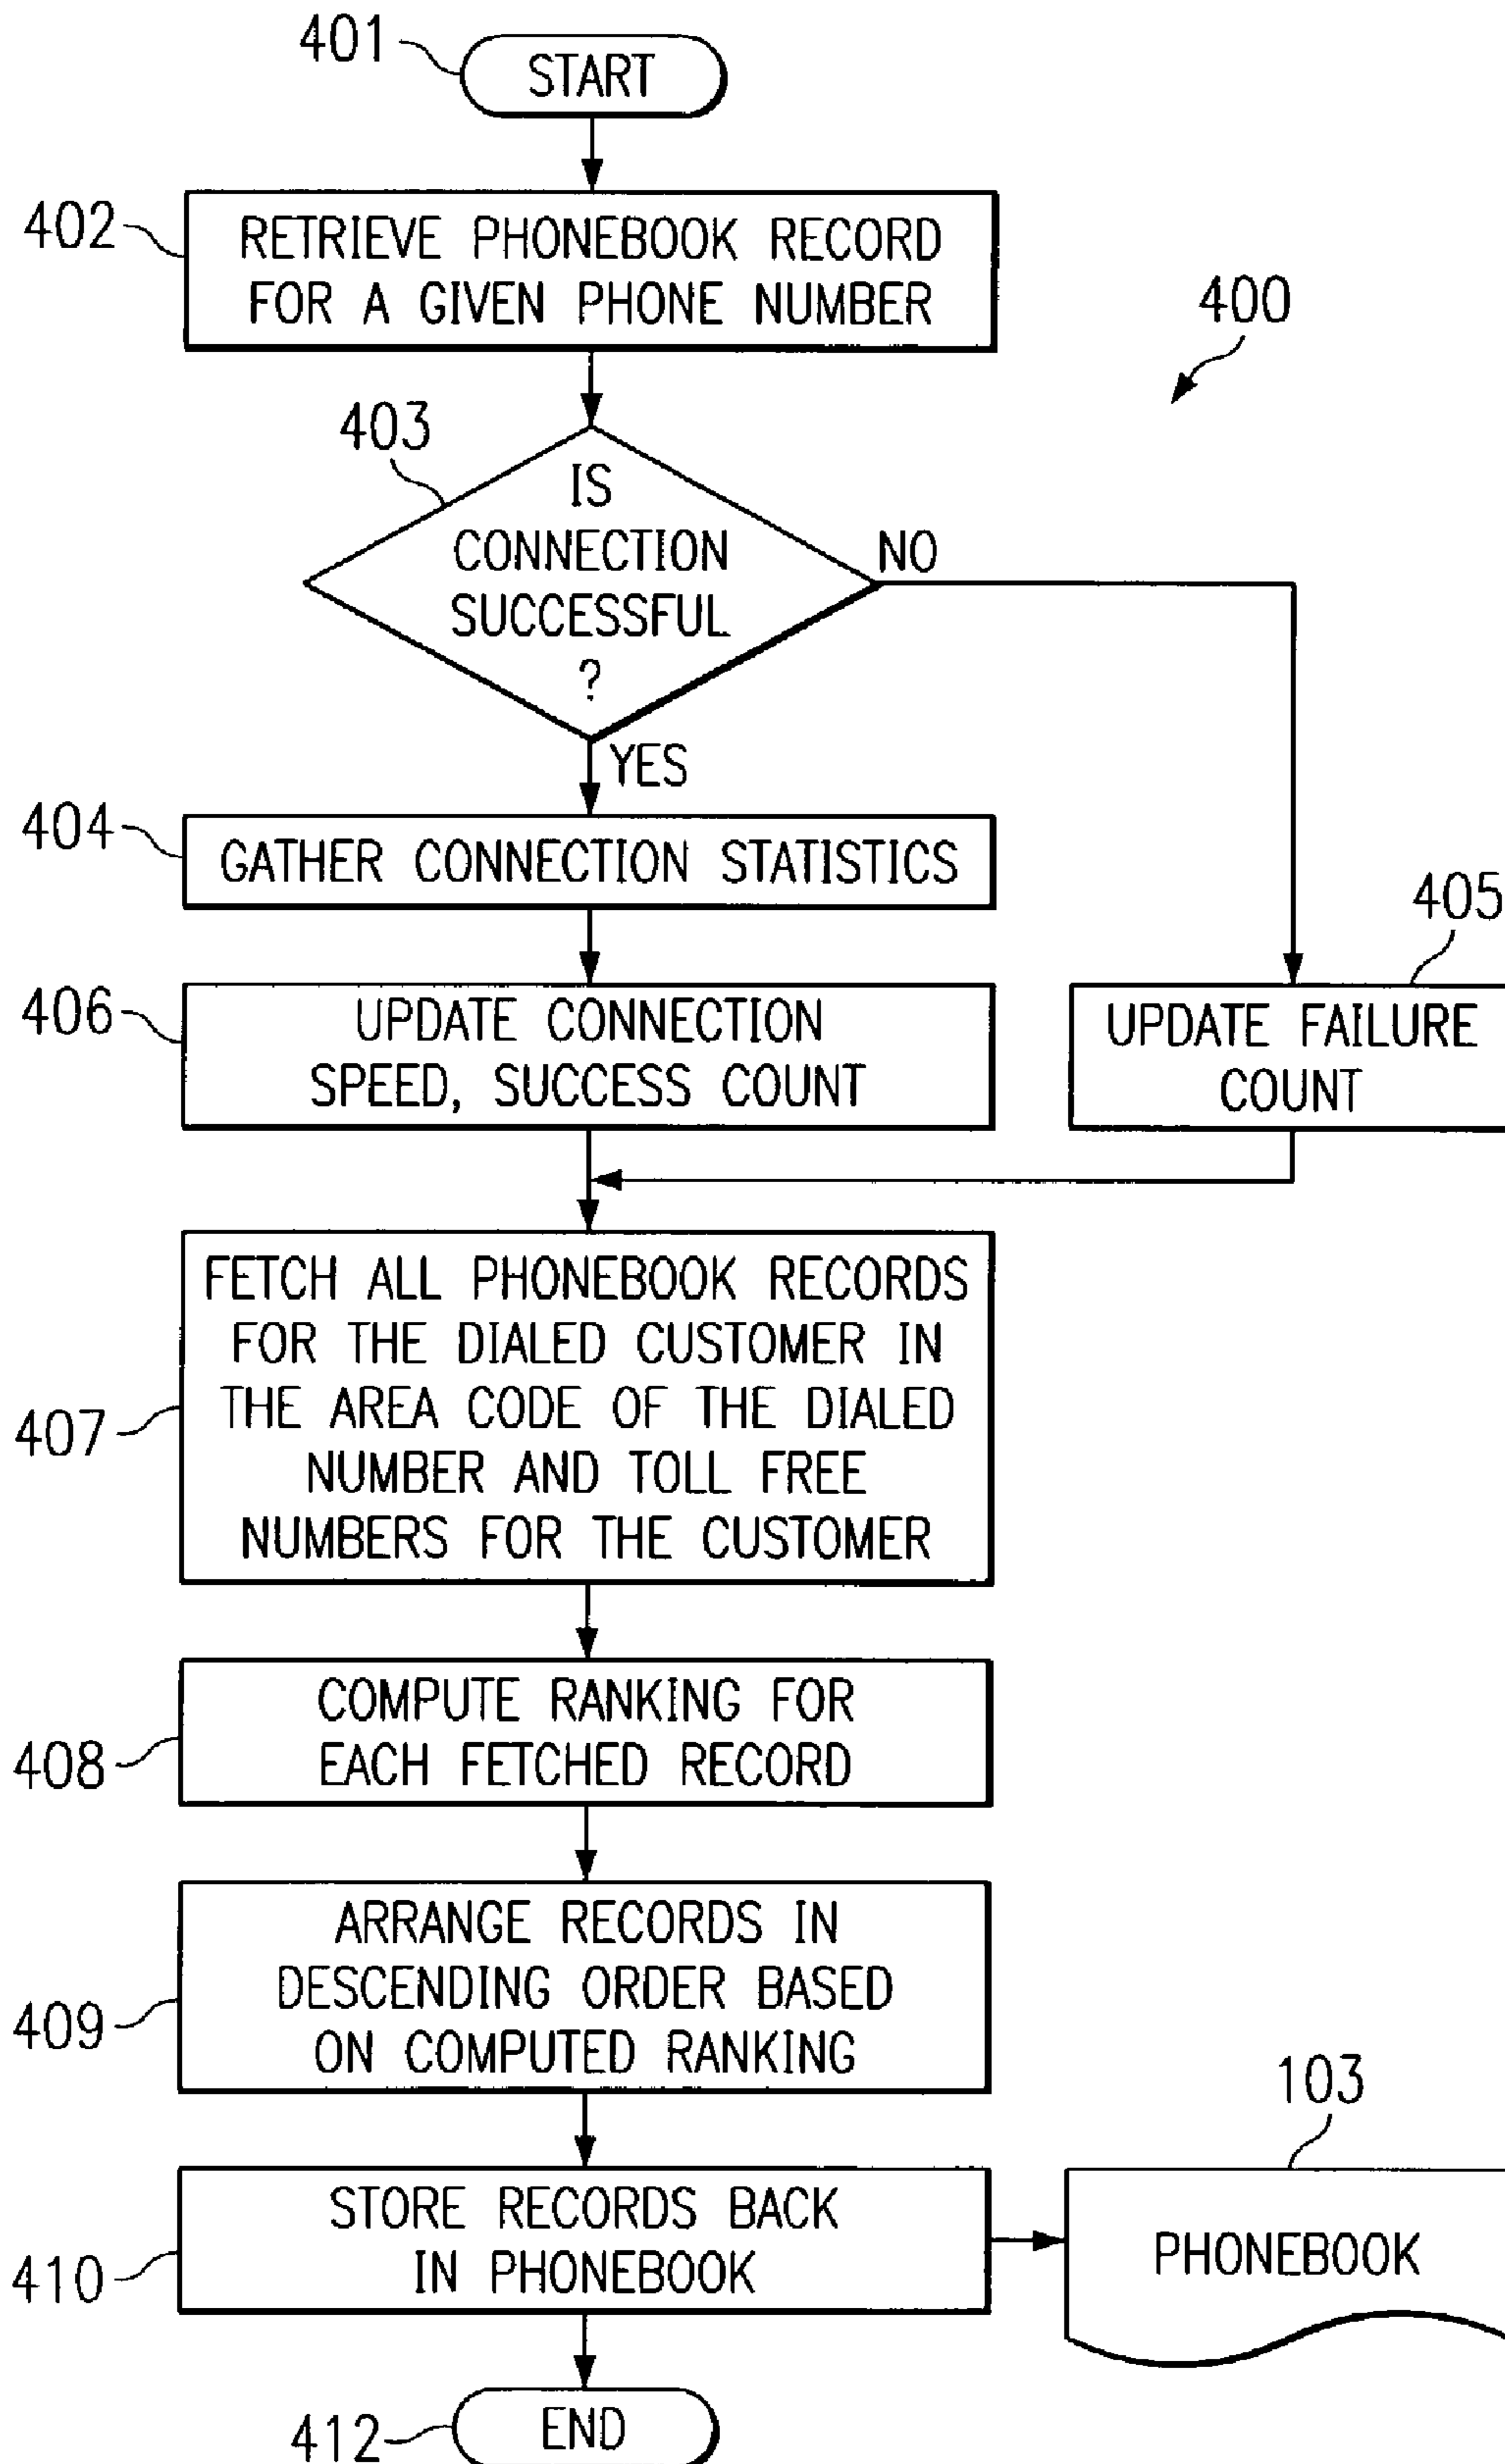 401
START
402
RETRIEVE PHONEBOOK RECORD
FOR A GIVEN PHONE NUMBER
400
403
IS
CONNECTION
SUCCESSFUL
?
NO
YES
404
GATHER CONNECTION STATISTICS
405
406
UPDATE CONNECTION
SPEED, SUCCESS COUNT
UPDATE FAILURE
COUNT
407
FETCH ALL PHONEBOOK RECORDS
FOR THE DIALED CUSTOMER IN
THE AREA CODE OF THE DIALED
NUMBER AND TOLL FREE
NUMBERS FOR THE CUSTOMER
408
COMPUTE RANKING FOR
EACH FETCHED RECORD
409
ARRANGE RECORDS IN
DESCENDING ORDER BASED
ON COMPUTED RANKING
103
410
STORE RECORDS BACK
IN PHONEBOOK
PHONEBOOK
412
END